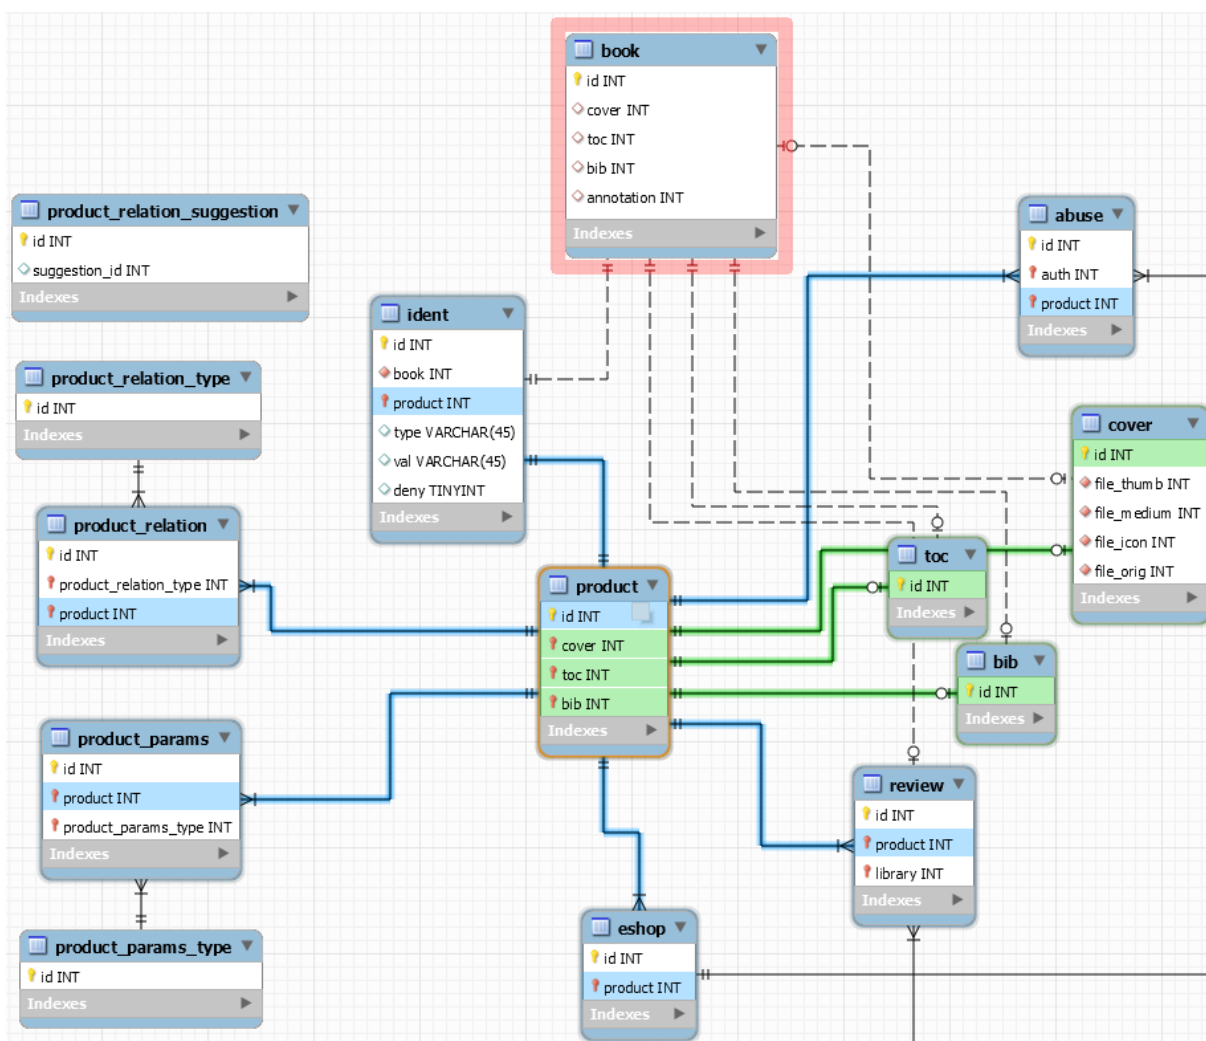 book
id INT
cover INT
toc INT
bib INT
annotation INT
Indexes
product_relation_suggestion
id INT
suggestion_id INT
Indexes
abuse
id INT
auth INT
product INT
Indexes
ident
id INT
book INT
product INT
type VARCHAR(45)
val VARCHAR(45)
deny TINYINT
Indexes
product_relation_type
id INT
Indexes
cover
id INT
file_thumb INT
file_medium INT
file_icon INT
file_orig INT
Indexes
product_relation
id INT
product_relation_type INT
product INT
Indexes
product
id INT
cover INT
toc INT
bib INT
Indexes
toc
id INT
Indexes
bib
id INT
Indexes
product_params
id INT
product INT
product_params_type INT
Indexes
review
id INT
product INT
library INT
Indexes
eshop
id INT
product INT
Indexes
product_params_type
id INT
Indexes